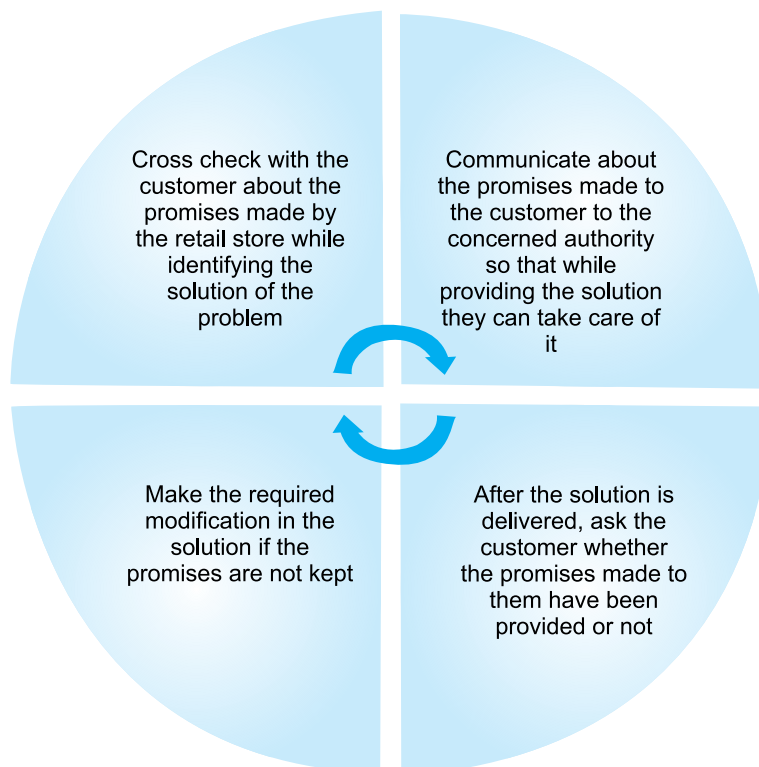 Cross check with the
customer about the
promises made by
the retail store while
identifying the
solution of the
problem
Communicate about
the promises made to
the customer to the
concerned authority
so that while
providing the solution
they can take care of
it
Make the required
modification in the
solution if the
promises are not kept
After the solution is
delivered, ask the
customer whether
the promises made to
them have been
provided or not